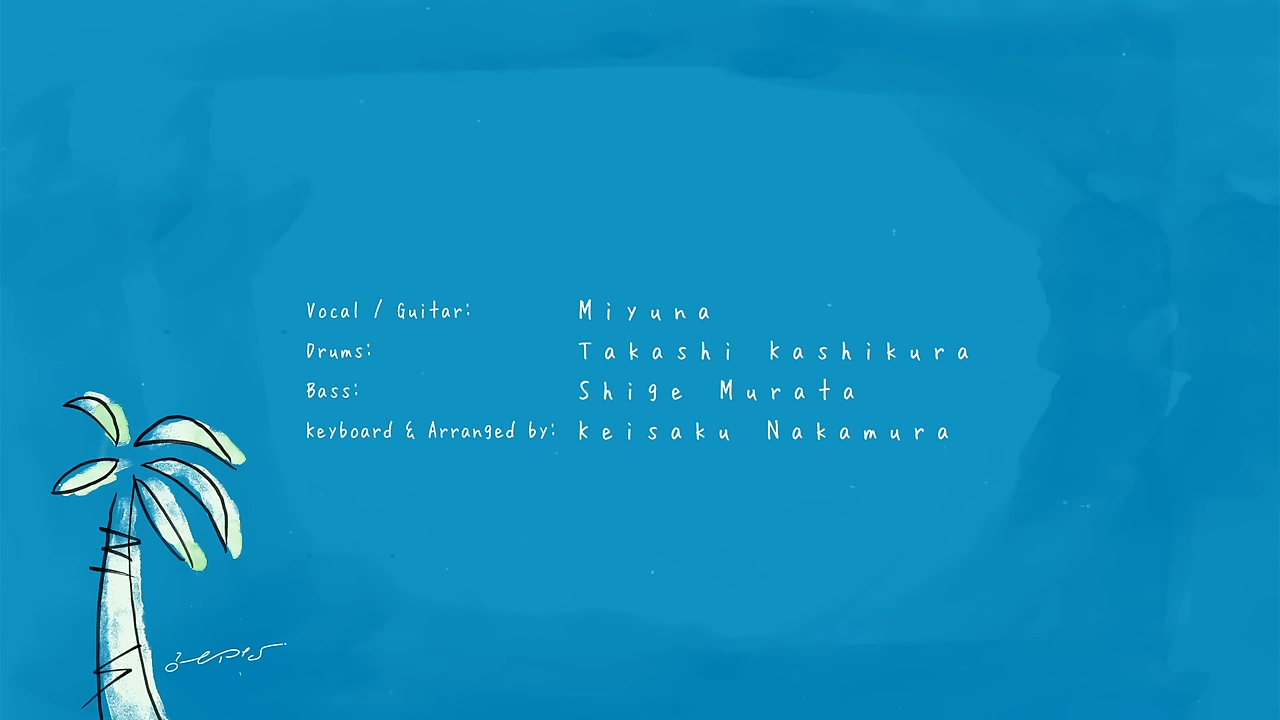 Vocal / Guitar: Miyuna
Drums: Takashi kashikura
Bass: Shige Murata
keyboard & Arranged by: keisaku Nakamura